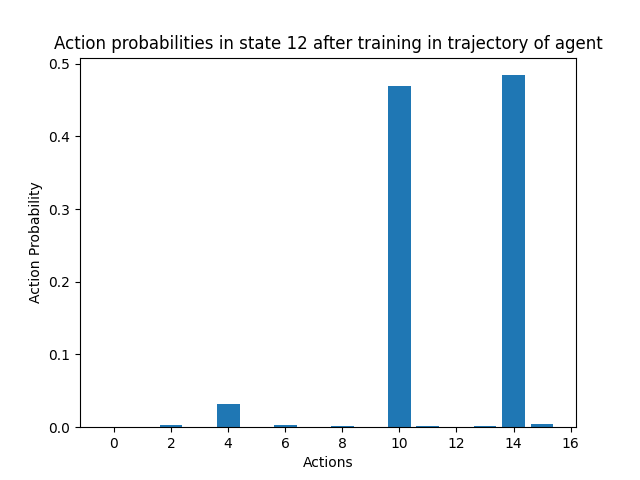 Action probabilities in state 12 after training in trajectory of agent
0.5
0.4
0.3
0.2
0.1
0.0
Action Probability
0 2 4 6 8 10 12 14 16
Actions